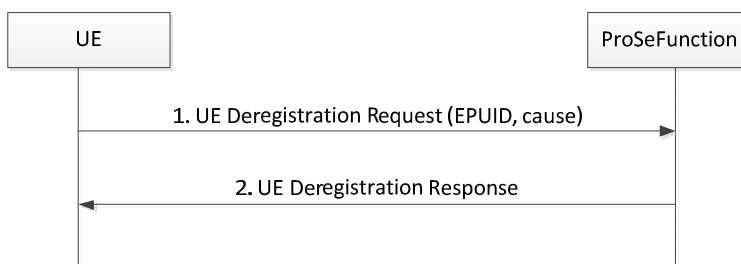 UE
ProSeFunction
1. UE Deregistration Request (EPUID, cause)
2. UE Deregistration Response